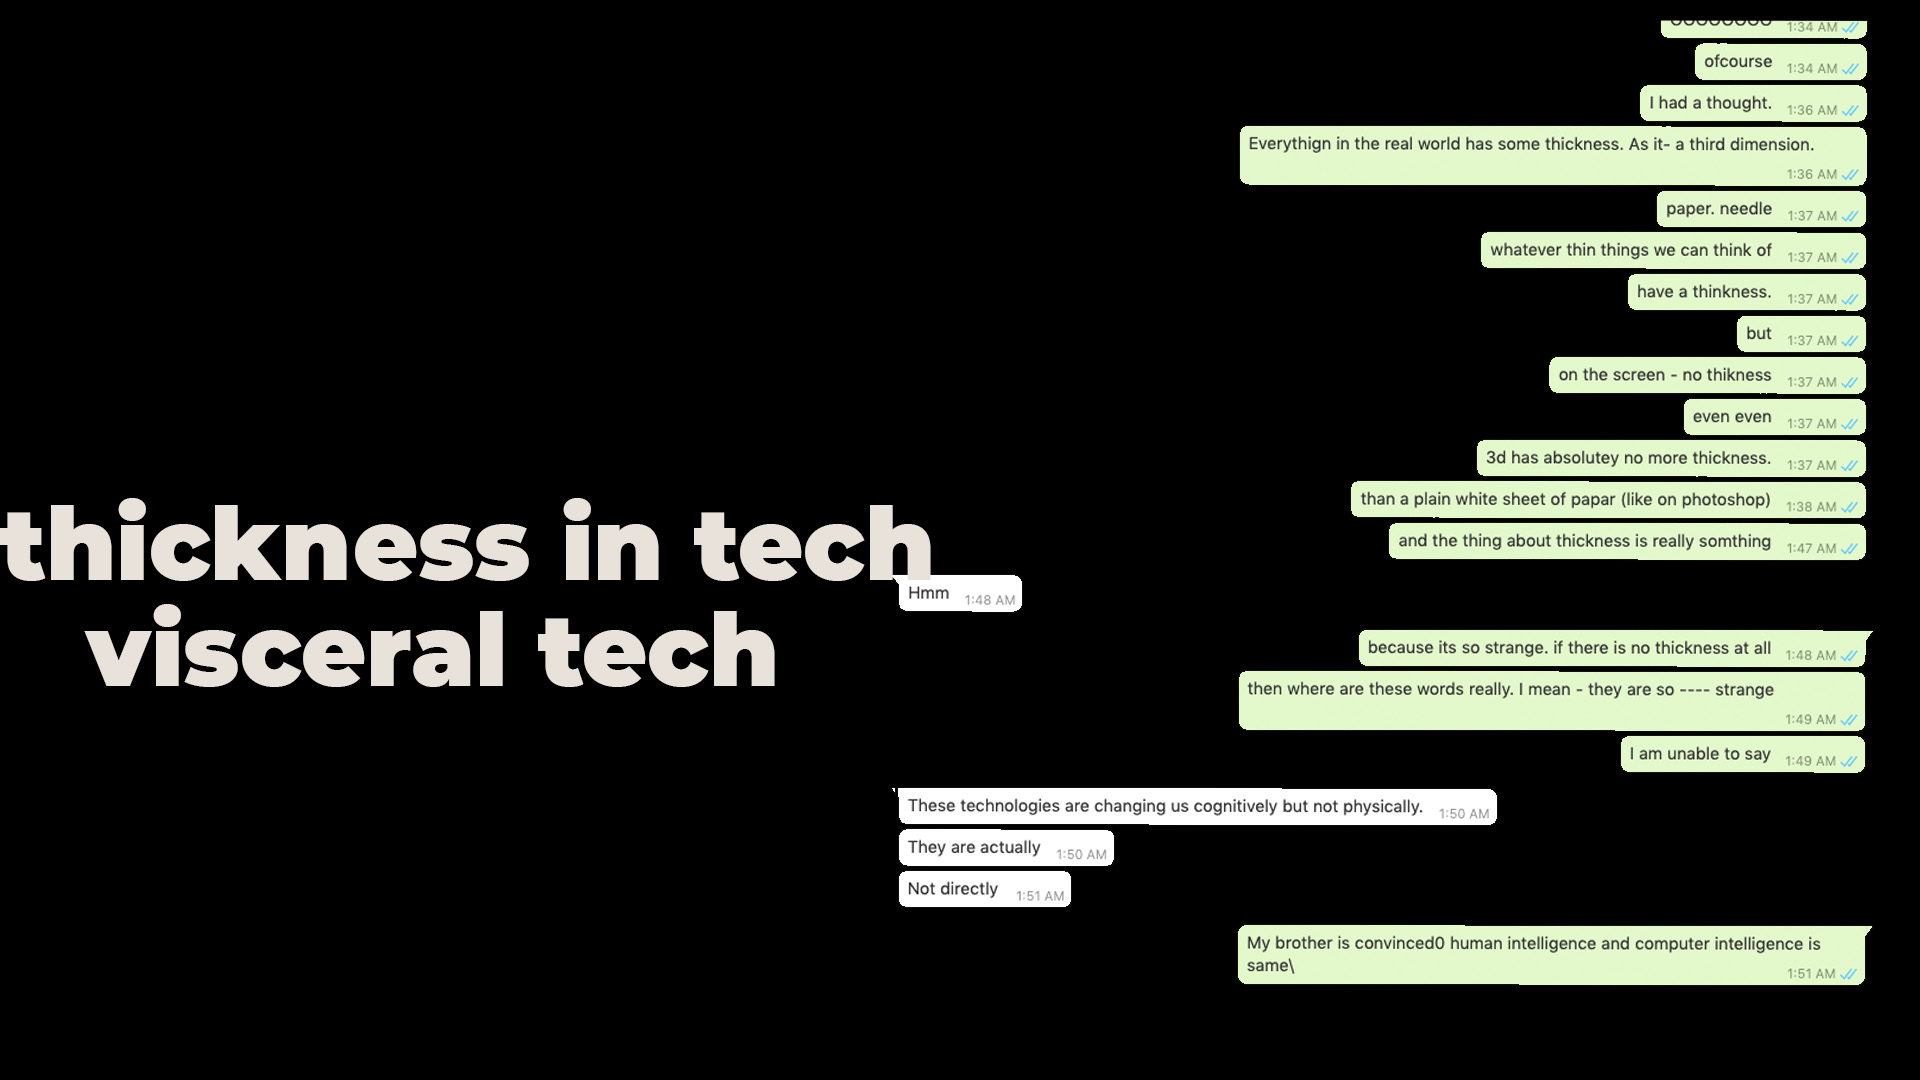 thickness in tech
visceral tech
1:34 AM
ofcourse 1:34 AM
I had a thought. 1:36 AM
Everythign in the real world has some thickness. As it- a third dimension.
1:36 AM
paper. needle 1:37 AM
whatever thin things we can think of 1:37 AM
have a thinkness. 1:37 AM
but 1:37 AM
on the screen - no thikness 1:37 AM
even even 1:37 AM
3d has absolutey no more thickness. 1:37 AM
than a plain white sheet of papar (like on photoshop) 1:38 AM
and the thing about thickness is really somthing 1:47 AM
Hmm 1:48 AM
because its so strange. if there is no thickness at all 1:48 AM
then where are these words really. I mean - they are so ---- strange
1:49 AM
I am unable to say 1:49 AM
These technologies are changing us cognitively but not physically. 1:50 AM
They are actually 1:50 AM
Not directly 1:51 AM
My brother is convinced0 human intelligence and computer intelligence is
same\ 1:51 AM